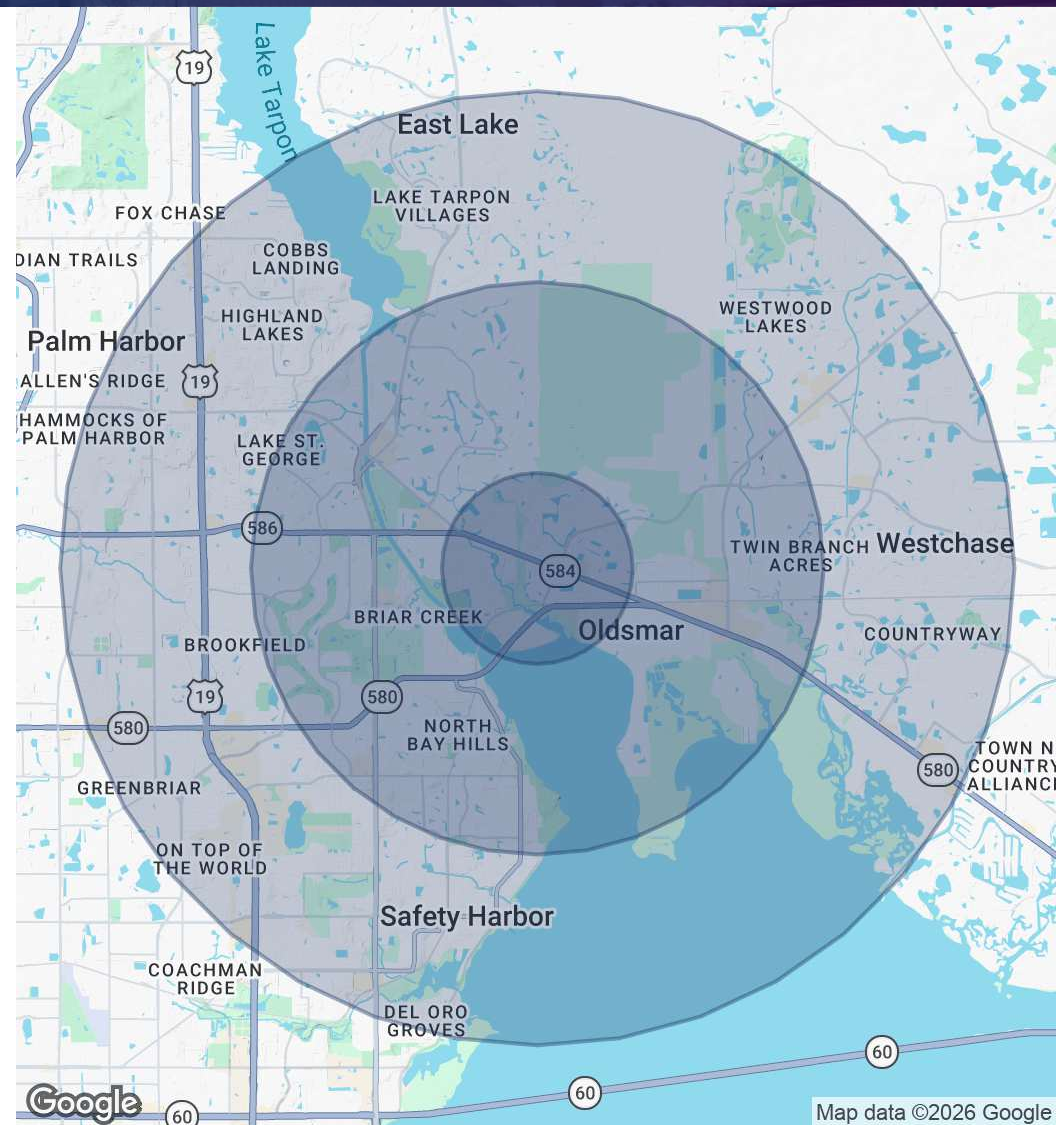 19
Lake Tarpon
East Lake
LAKE TARPON
VILLAGES
FOX CHASE
DIAN TRAILS
COBBS
LANDING
HIGHLAND
LAKES
WESTWOOD
LAKES
Palm Harbor
ALLEN'S RIDGE
19
HAMMOCKS OF
PALM HARBOR
LAKE ST.
GEORGE
586
584
TWIN BRANCH
ACRES
Westchase
BRIAR CREEK
Oldsmar
COUNTRYWAY
BROOKFIELD
19
580
580
NORTH
BAY HILLS
TOWN N
COUNTRY
ALLIANCE
580
GREENBRIAR
ON TOP OF
THE WORLD
Safety Harbor
COACHMAN
RIDGE
DEL ORO
GROVES
60
60
60
Google
Map data ©2026 Google